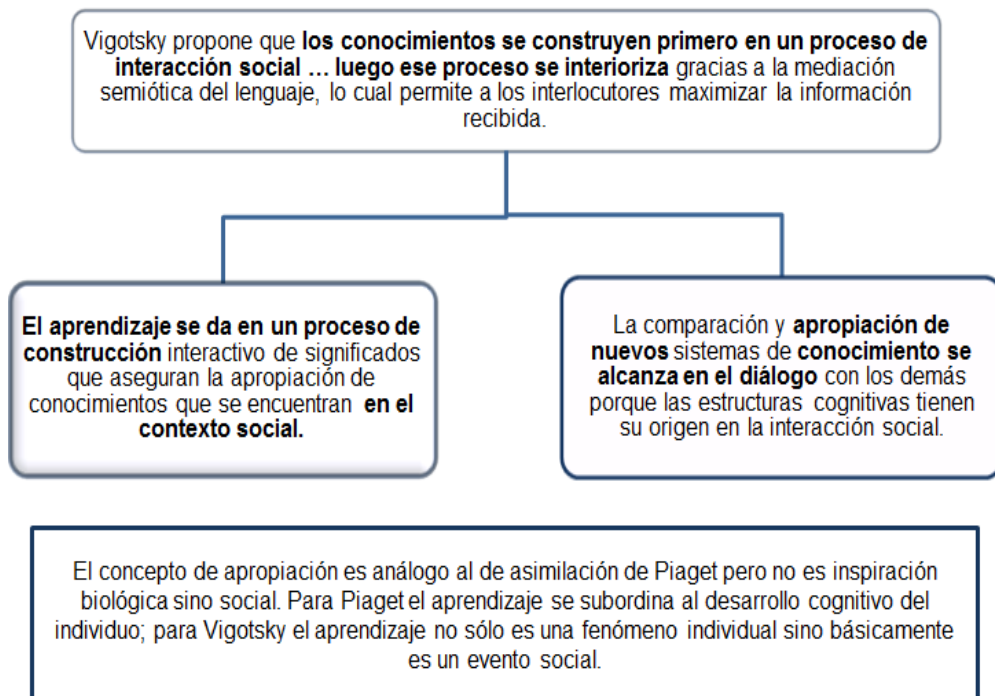 Vigotsky propone que los conocimientos se construyen primero en un proceso de
interacción social ... luego ese proceso se interioriza gracias a la mediación
semiótica del lenguaje, lo cual permite a los interlocutores maximizar la información
recibida.
El aprendizaje se da en un proceso de
construcción interactivo de significados
que aseguran la apropiación de
conocimientos que se encuentran en el
contexto social.
La comparación y apropiación de
nuevos sistemas de conocimiento se
alcanza en el diálogo con los demás
porque las estructuras cognitivas tienen
su origen en la interacción social.
El concepto de apropiación es análogo al de asimilación de Piaget pero no es inspiración
biológica sino social. Para Piaget el aprendizaje se subordina al desarrollo cognitivo del
individuo; para Vigotsky el aprendizaje no sólo es una fenómeno individual sino básicamente
es un evento social.